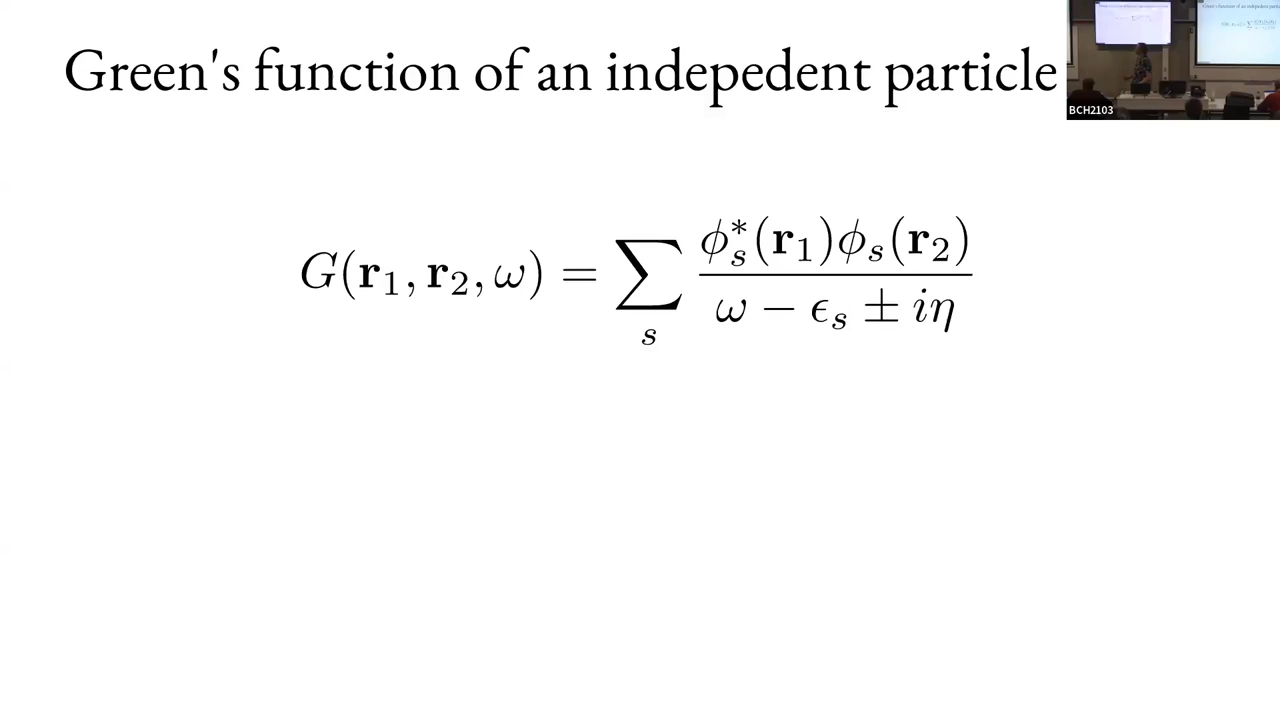 Green's function of an indepedent particle
G(r₁, r₂, ω) = ∑ₛ ϕₛ*(r₁)ϕₛ(r₂) / (ω − ϵₛ ± iη)
BCH2103